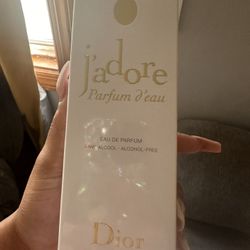 j'adore
Parfum d'eau
EAU DE PARFUM
SANS ALCOOL - ALCOHOL-FREE
Dior